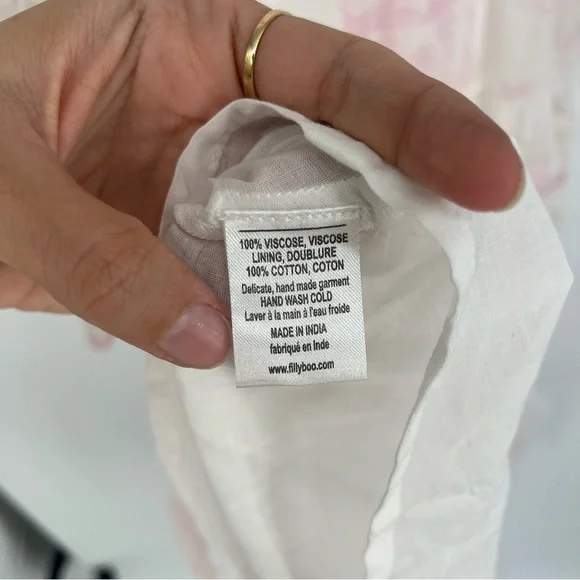 100% VISCOSE, VISCOSE
LINING, DOUBLURE
100% COTTON, COTON
Delicate, hand made garment
HAND WASH COLD
Laver à la main à l'eau froide
MADE IN INDIA
fabriqué en Inde
www.fillyboo.com